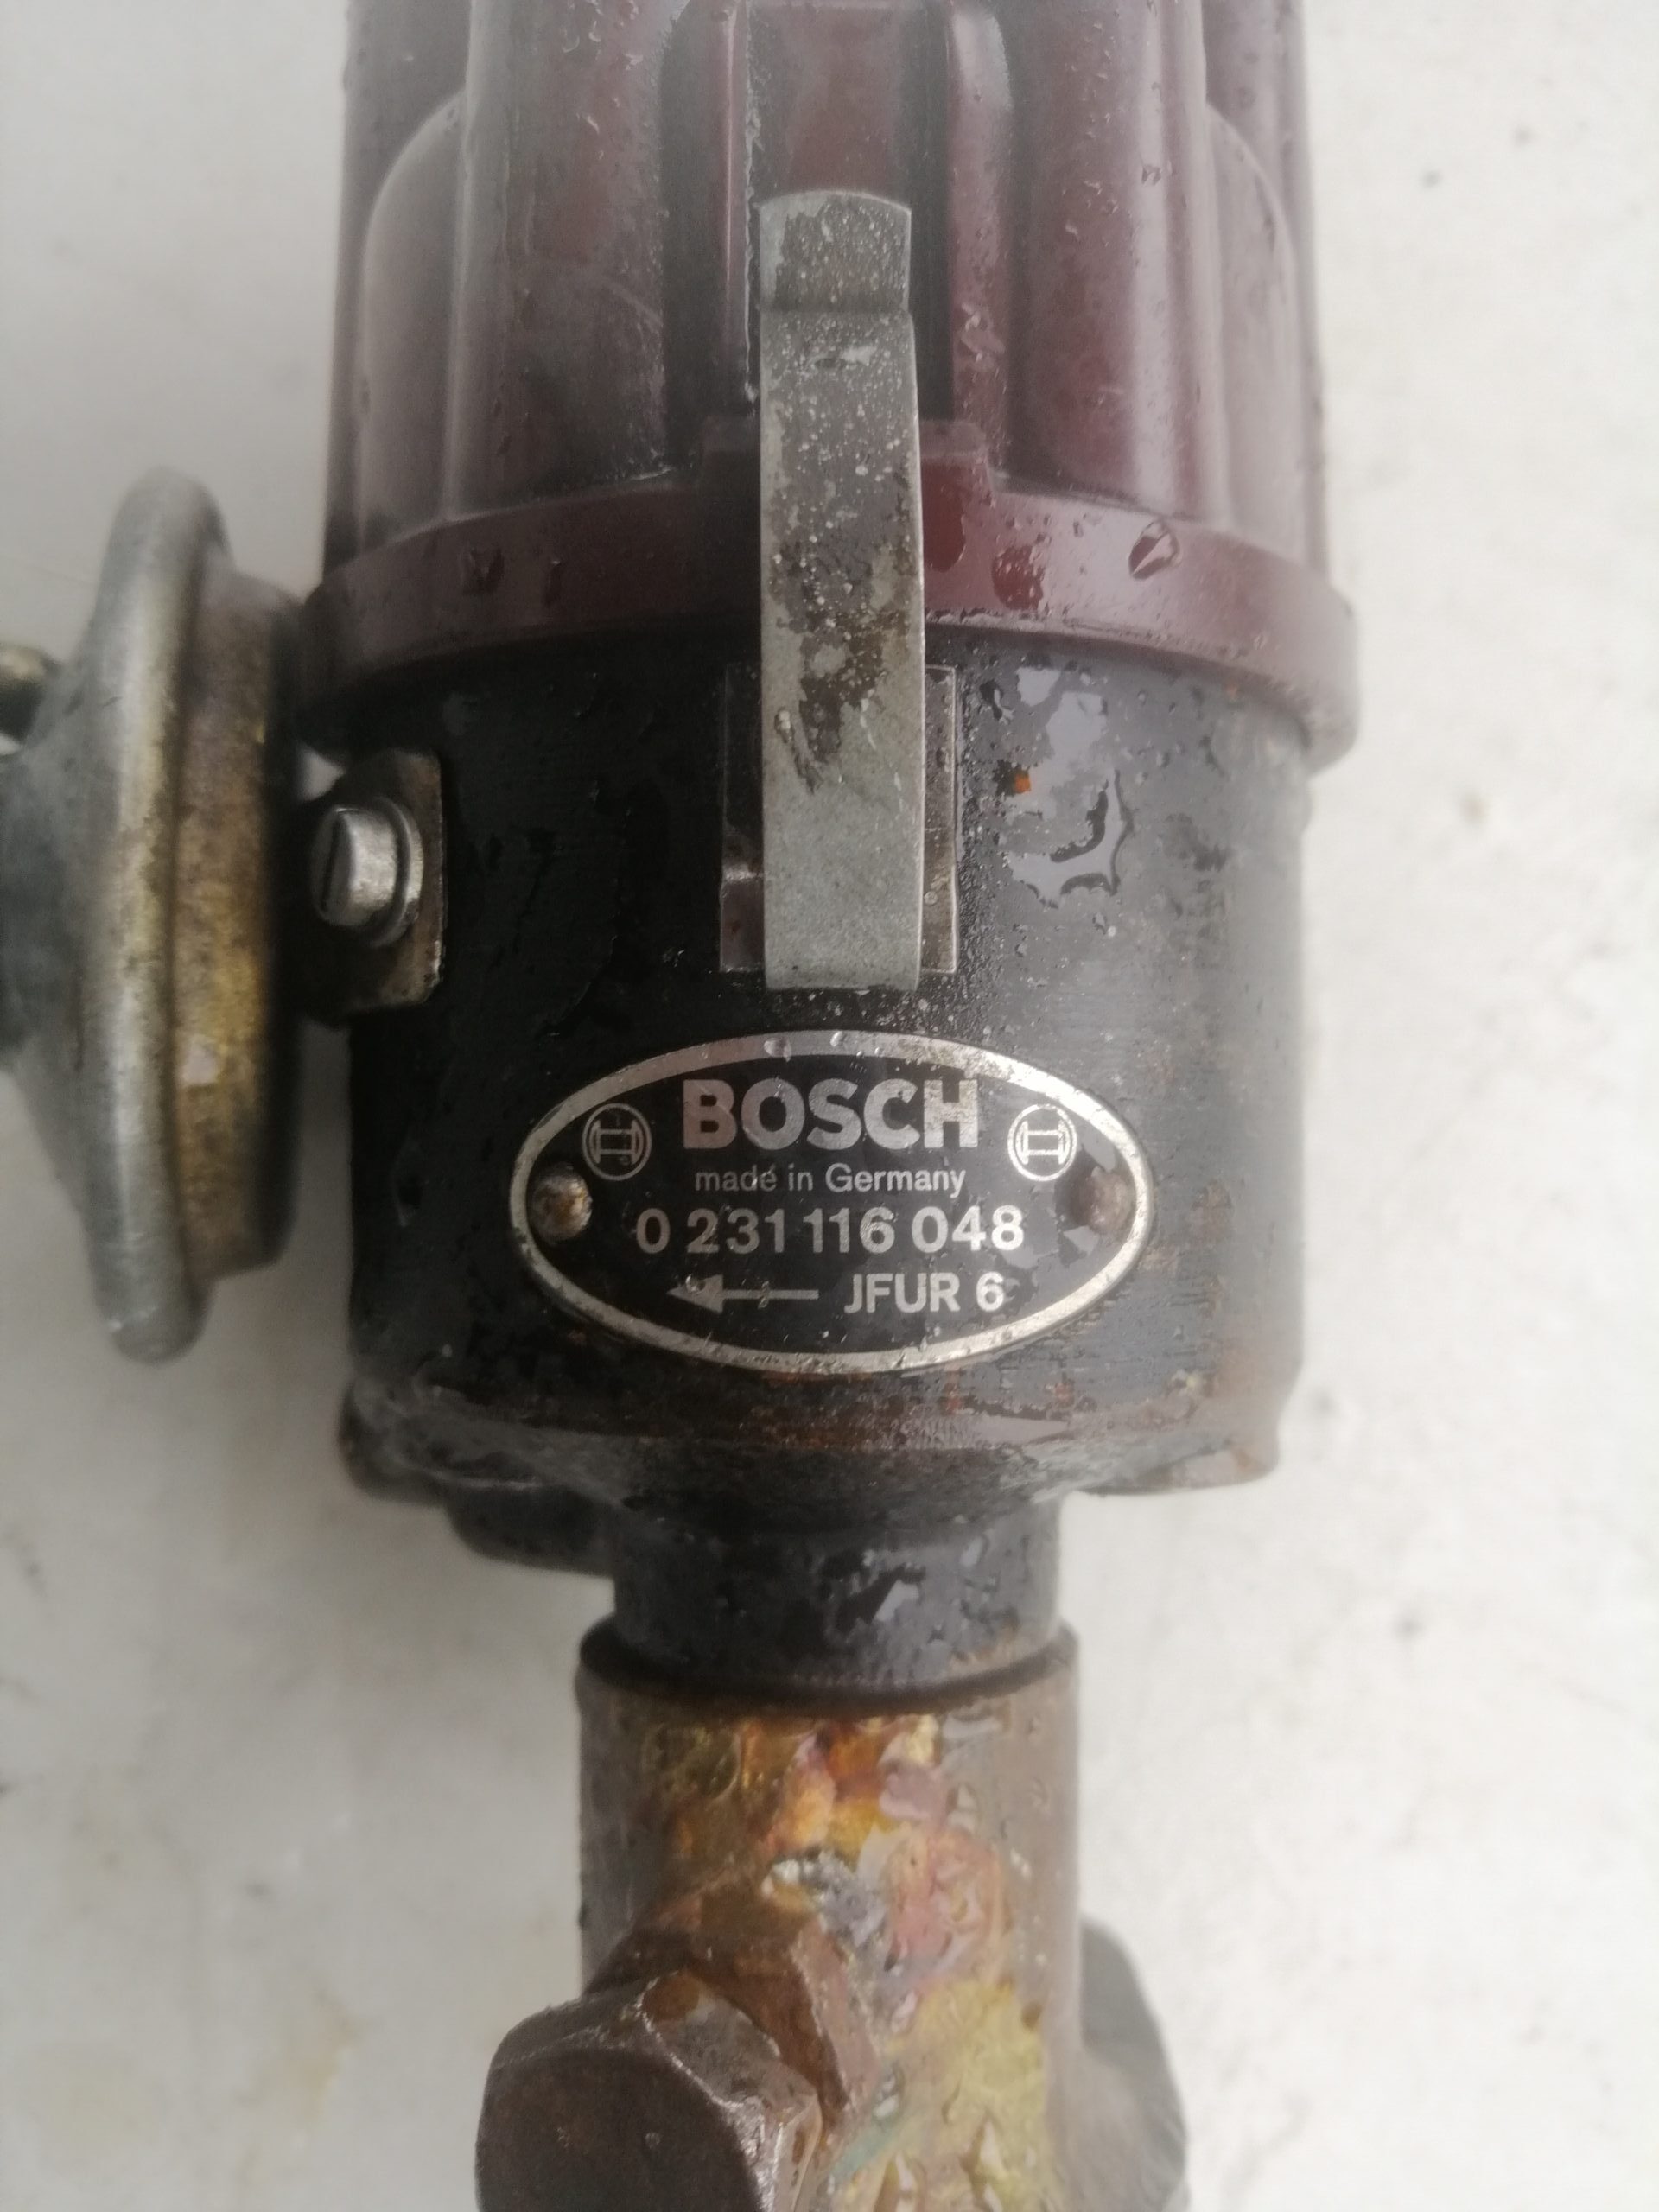 BOSCH
made in Germany
0 231 116 048
JFUR 6